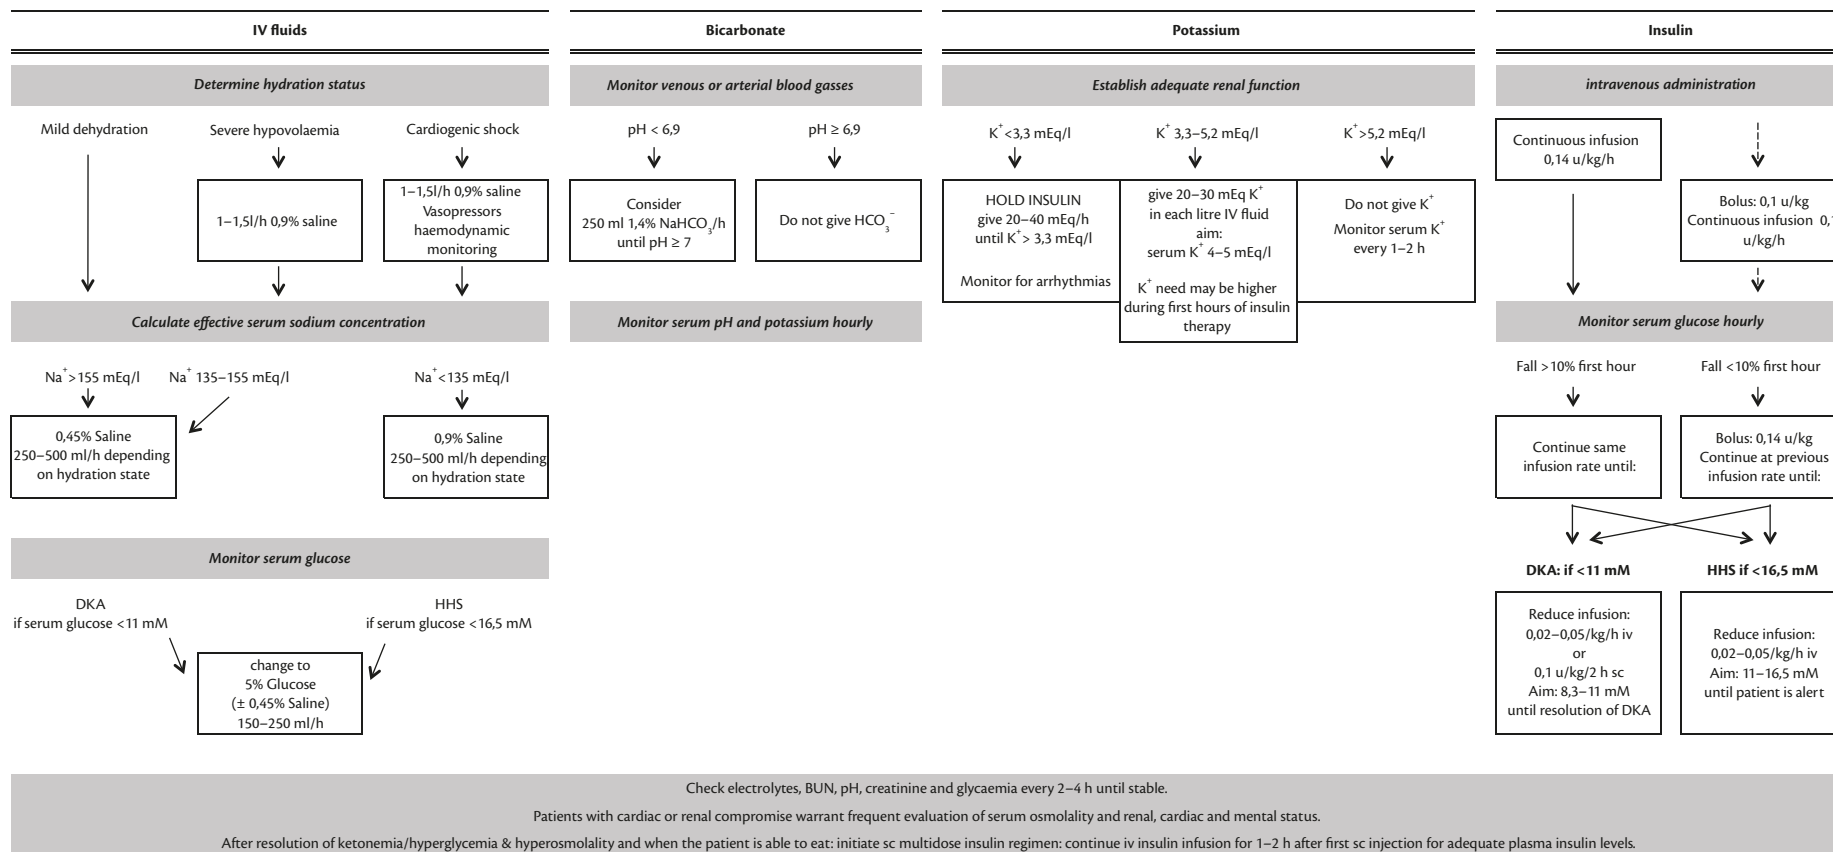 IV fluids
Determine hydration status
Mild dehydration
Severe hypovolaemia
Cardiogenic shock
1–1,5l/h 0,9% saline
1–1,5l/h 0,9% saline
Vasopressors
haemodynamic
monitoring
Calculate effective serum sodium concentration
Na⁺>155 mEq/l
Na⁺ 135–155 mEq/l
Na⁺<135 mEq/l
0,45% Saline
250–500 ml/h depending
on hydration state
0,9% Saline
250–500 ml/h depending
on hydration state
Monitor serum glucose
DKA
if serum glucose <11 mM
HHS
if serum glucose <16,5 mM
change to
5% Glucose
(± 0,45% Saline)
150–250 ml/h
Bicarbonate
Monitor venous or arterial blood gasses
pH < 6,9
pH ≥ 6,9
Consider
250 ml 1,4% NaHCO₃/h
until pH ≥ 7
Do not give HCO₃⁻
Monitor serum pH and potassium hourly
Potassium
Establish adequate renal function
K⁺<3,3 mEq/l
K⁺ 3,3–5,2 mEq/l
K⁺>5,2 mEq/l
HOLD INSULIN
give 20–40 mEq/h
until K⁺> 3,3 mEq/l
Monitor for arrhythmias
give 20–30 mEq K⁺
in each litre IV fluid
aim:
serum K⁺ 4–5 mEq/l
K⁺ need may be higher
during first hours of insulin
therapy
Do not give K⁺
Monitor serum K⁺
every 1–2 h
Insulin
intravenous administration
Continuous infusion
0,14 u/kg/h
Bolus: 0,1 u/kg
Continuous infusion
u/kg/h
Monitor serum glucose hourly
Fall >10% first hour
Fall <10% first hour
Continue same
infusion rate until:
Bolus: 0,14 u/kg
Continue at previous
infusion rate until:
DKA: if <11 mM
HHS if <16,5 mM
Reduce infusion:
0,02–0,05/kg/h iv
or
0,1 u/kg/2 h sc
Aim: 8,3–11 mM
until resolution of DKA
Reduce infusion:
0,02–0,05/kg/h iv
Aim: 11–16,5 mM
until patient is alert
Check electrolytes, BUN, pH, creatinine and glycaemia every 2–4 h until stable.
Patients with cardiac or renal compromise warrant frequent evaluation of serum osmolality and renal, cardiac and mental status.
After resolution of ketonemia/hyperglycemia & hyperosmolality and when the patient is able to eat: initiate sc multidose insulin regimen: continue iv insulin infusion for 1–2 h after first sc injection for adequate plasma insulin levels.